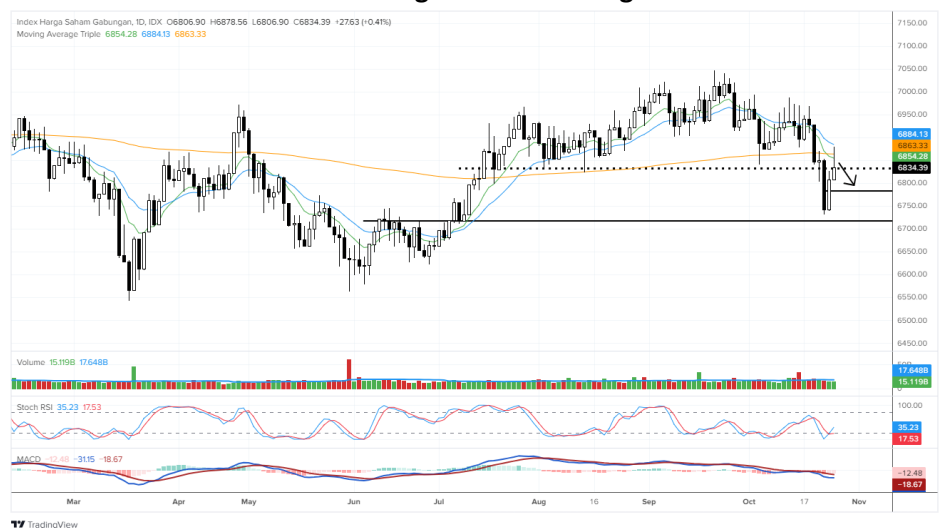 Index Harga Saham Gabungan, 1D, IDX O6806.90 H6878.56 L6806.90 C6834.39 +27.63 (+0.41%)
Moving Average Triple 6854.28 6884.13 6863.33
7150.00
7100.00
7050.00
7000.00
6950.00
6900.00
6884.13
6863.33
6854.28
6834.39
6800.00
6750.00
6700.00
6650.00
6600.00
6550.00
6500.00
6450.00
Volume 15.119B 17.648B
17.648B
15.119B
0
Stoch RSI 35.23 17.53
100.00
35.23
17.53
MACD −12.48 −31.15 −18.67
−12.48
−18.67
Mar Apr May Jun Jul Aug 16 Sep Oct 17 Nov
TradingView